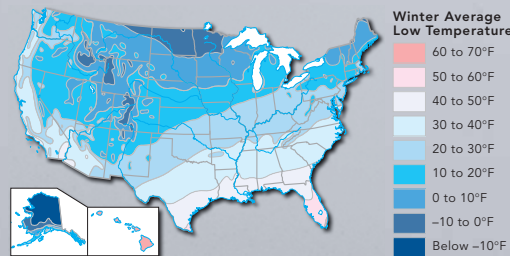 Winter Average
Low Temperature
60 to 70°F
50 to 60°F
40 to 50°F
30 to 40°F
20 to 30°F
10 to 20°F
0 to 10°F
–10 to 0°F
Below –10°F